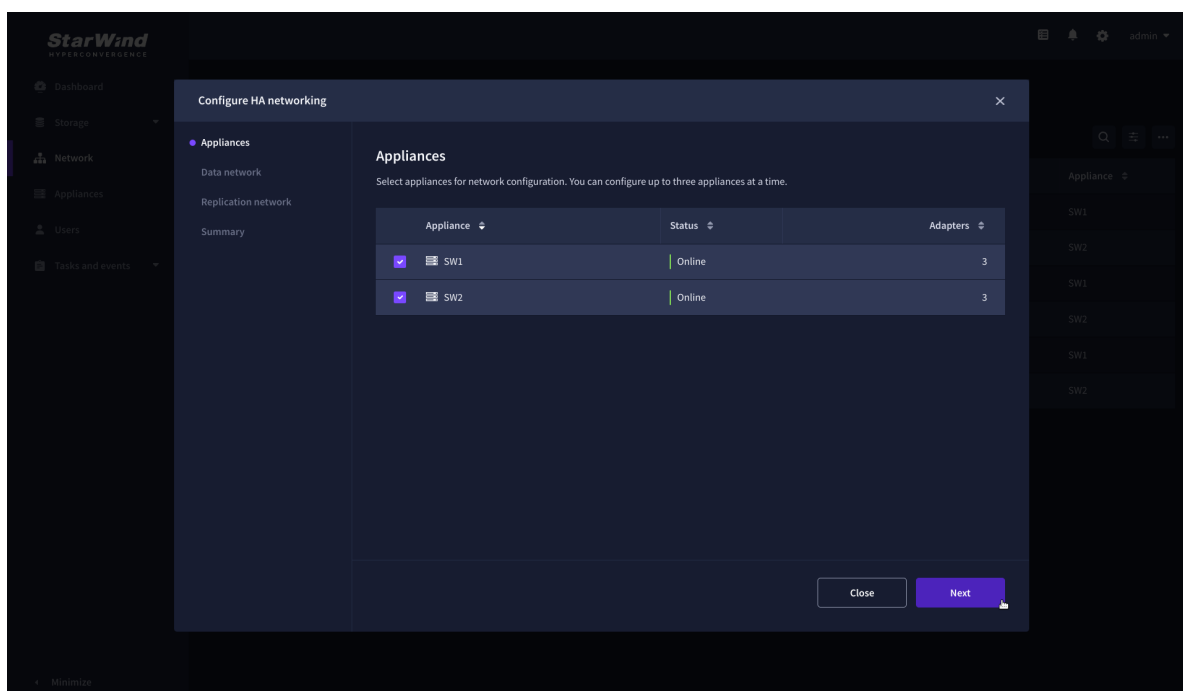 StarWind
HYPERCONVERGENCE
admin
Dashboard
Storage
Network
Appliances
Users
Tasks and events
Minimize
Configure HA networking
Appliances
Data network
Replication network
Summary
Appliances
Select appliances for network configuration. You can configure up to three appliances at a time.
Appliance Status Adapters
SW1 Online 3
SW2 Online 3
Close Next
Appliance
SW1
SW2
SW1
SW2
SW1
SW2